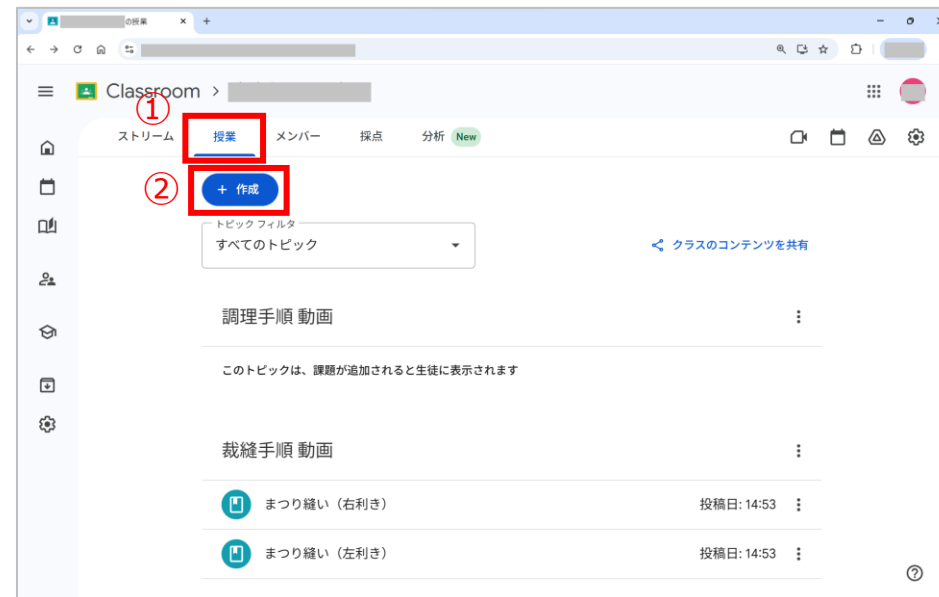 の授業
Classroom >
①
ストリーム 授業 メンバー 採点 分析 New
②
+ 作成
トピック フィルタ
すべてのトピック
クラスのコンテンツを共有
調理手順 動画
このトピックは、課題が追加されると生徒に表示されます
裁縫手順 動画
まつり縫い（右利き） 投稿日: 14:53
まつり縫い（左利き） 投稿日: 14:53